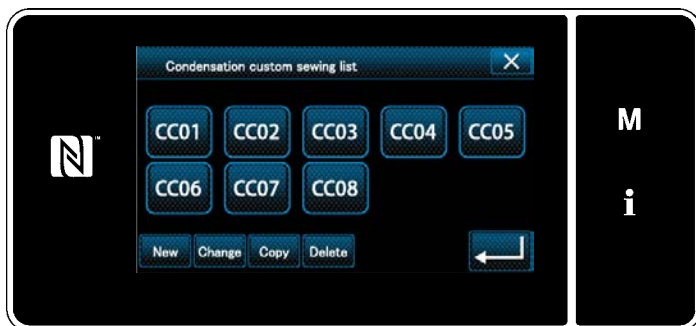 Condensation custom sewing list
CC01 CC02 CC03 CC04 CC05
CC06 CC07 CC08
New Change Copy Delete
M
i
N